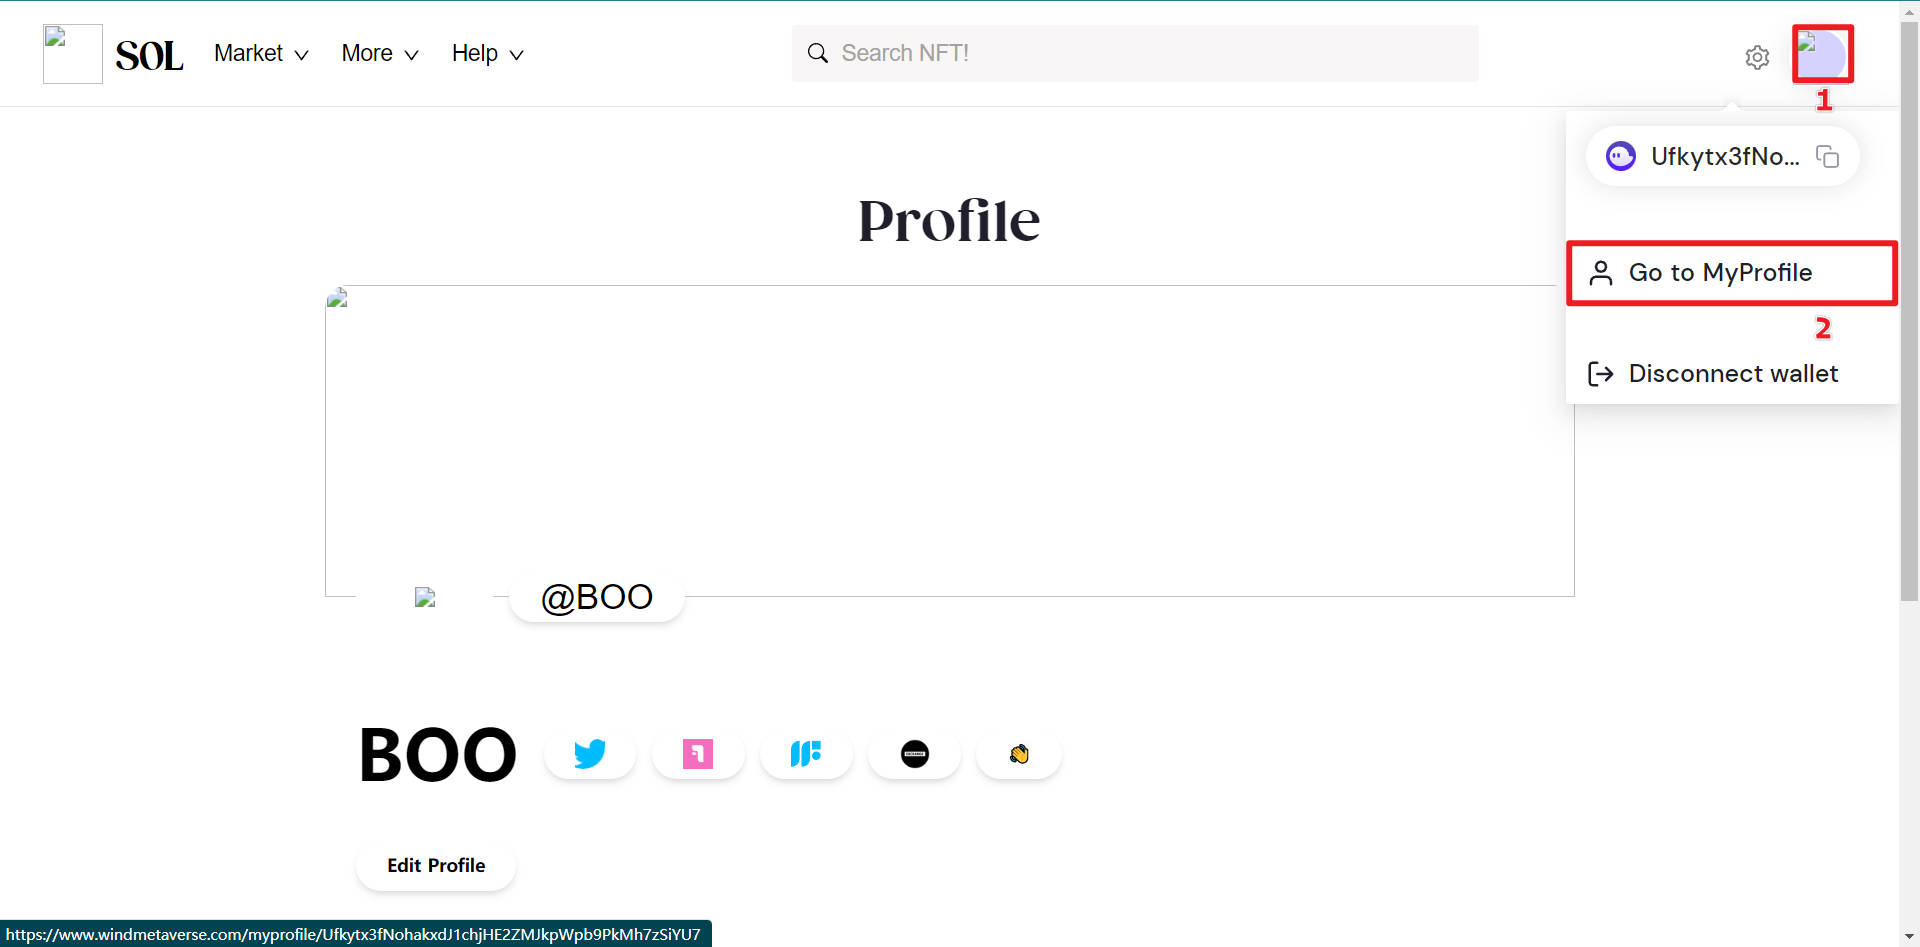 SOL Market More Help Search NFT!
1
Ufkytx3fNo...
Profile
Go to MyProfile
2
Disconnect wallet
@BOO
BOO
Edit Profile
https://www.windmetaverse.com/myprofile/Ufkytx3fNohakxdJ1chjHE2ZMJkpWpb9PkMh7zSiYU7